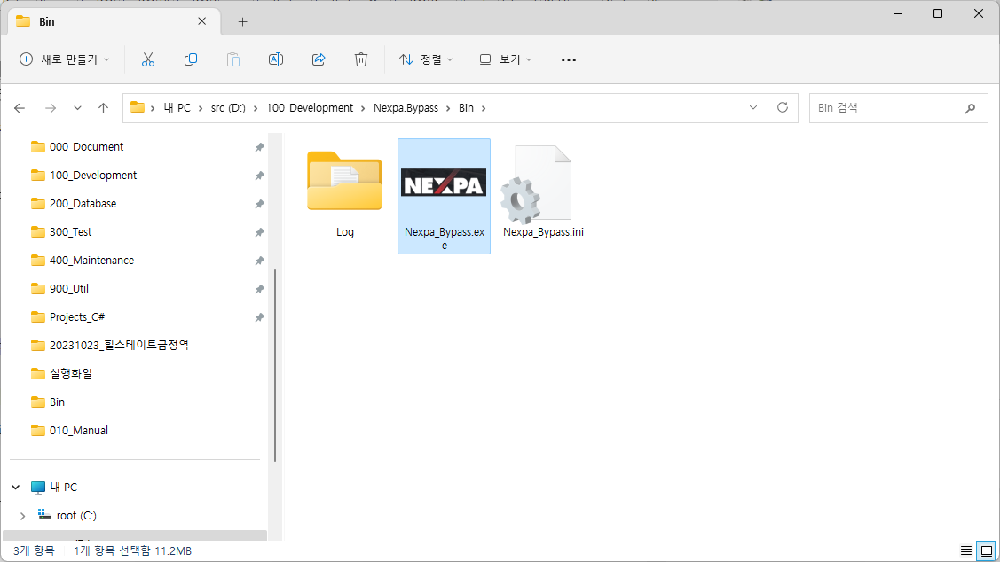 Bin
새로 만들기
정렬
보기
내 PC
src (D:)
100_Development
Nexpa.Bypass
Bin
Bin 검색
000_Document
100_Development
200_Database
300_Test
400_Maintenance
900_Util
Projects_C#
20231023_힐스테이트금정역
실행화일
Bin
010_Manual
내 PC
root (C:)
NEXPA
Log
Nexpa_Bypass.ex
e
Nexpa_Bypass.ini
3개 항목
1개 항목 선택함 11.2MB